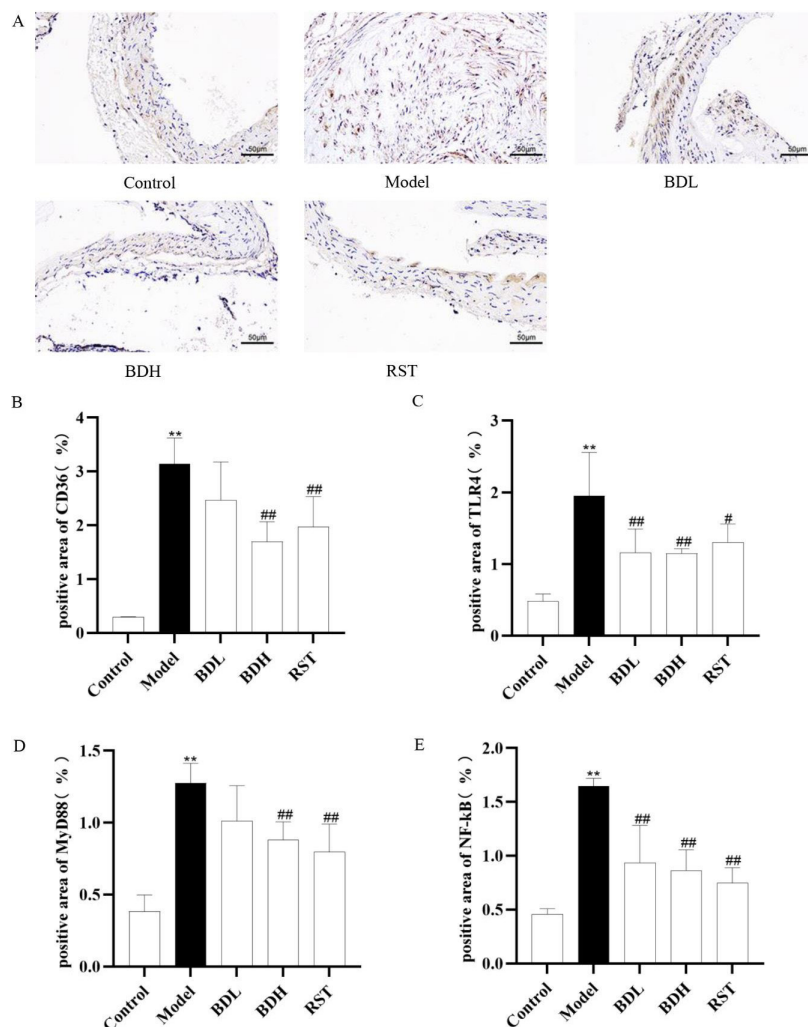 A
50μm
50μm
50μm
Control
Model
BDL
50μm
50μm
BDH
RST
B
positive area of CD36( %)
4
3
2
1
0
**
##
##
Control
Model
BDL
BDH
RST
C
positive area of TLR4( %)
3
2
1
0
**
##
##
#
Control
Model
BDL
BDH
RST
D
positive area of MyD88( %)
1.5
1.0
0.5
0.0
**
##
##
Control
Model
BDL
BDH
RST
E
positive area of NF-kB( %)
2.0
1.5
1.0
0.5
0.0
**
##
##
##
Control
Model
BDL
BDH
RST